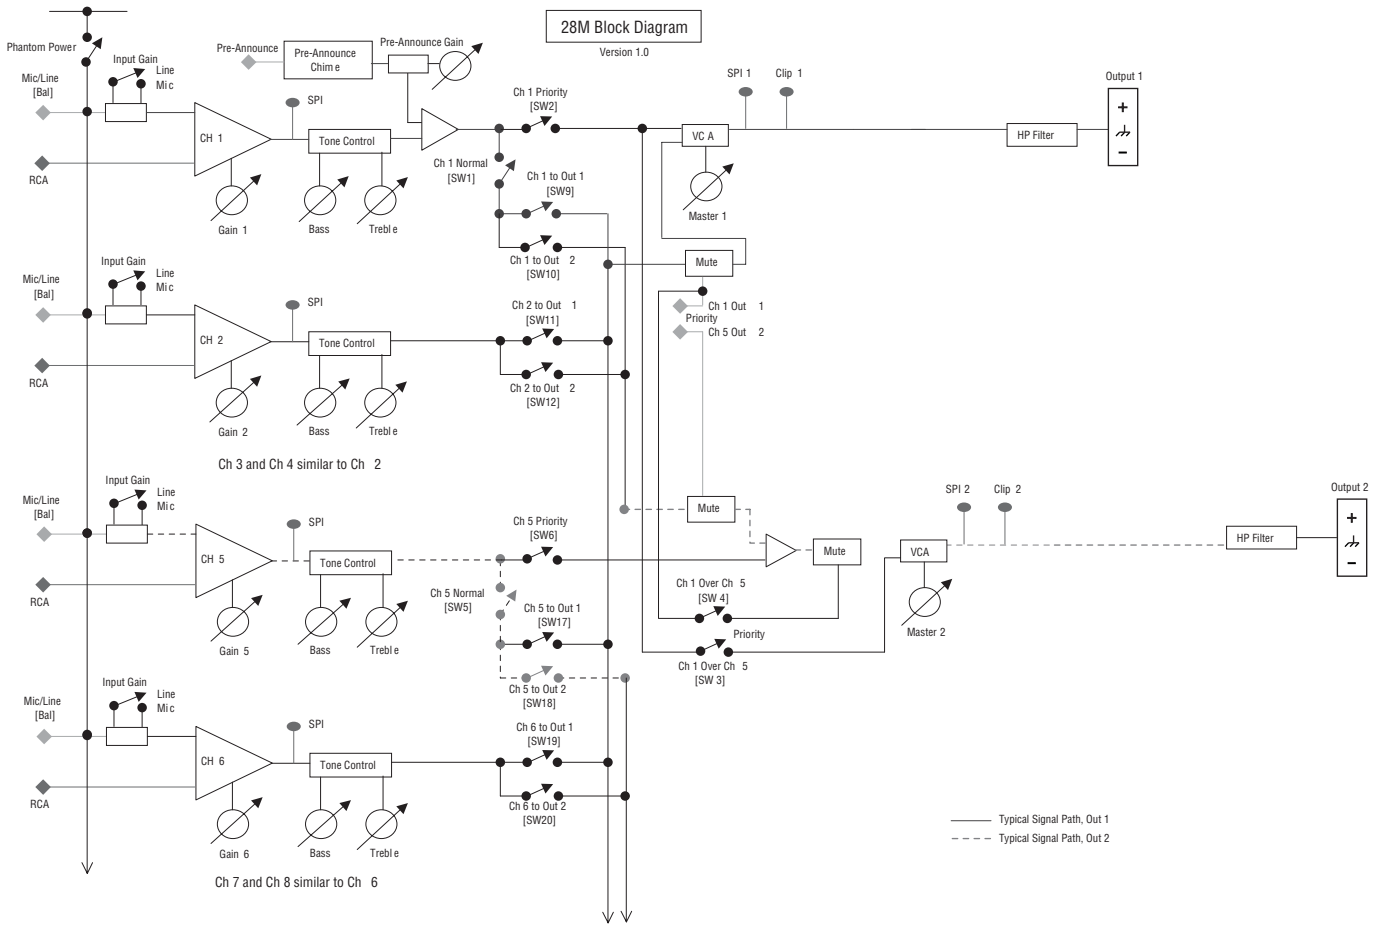 28M Block Diagram
Version 1.0
Phantom Power
Input Gain
Line
Mic
Mic/Line
[Bal]
RCA
CH 1
SPI
Tone Control
Gain 1
Bass
Treble
Pre-Announce
Pre-Announce
Chime
Pre-Announce Gain
Ch 1 Priority
[SW2]
Ch 1 Normal
[SW1]
Ch 1 to Out 1
[SW9]
Ch 1 to Out 2
[SW10]
VCA
Master 1
SPI 1
Clip 1
HP Filter
Output 1
+
−
Mute
Ch 1 Out 1
Priority
Ch 5 Out 2
Input Gain
Line
Mic
Mic/Line
[Bal]
RCA
CH 2
SPI
Tone Control
Gain 2
Bass
Treble
Ch 2 to Out 1
[SW11]
Ch 2 to Out 2
[SW12]
Ch 3 and Ch 4 similar to Ch 2
Input Gain
Line
Mic
Mic/Line
[Bal]
RCA
CH 5
SPI
Tone Control
Gain 5
Bass
Treble
Ch 5 Priority
[SW6]
Ch 5 Normal
[SW5]
Ch 5 to Out 1
[SW17]
Ch 5 to Out 2
[SW18]
Mute
Mute
Ch 1 Over Ch 5
[SW 4]
Priority
Ch 1 Over Ch 5
[SW 3]
VCA
Master 2
SPI 2
Clip 2
HP Filter
Output 2
+
−
Input Gain
Line
Mic
Mic/Line
[Bal]
RCA
CH 6
SPI
Tone Control
Gain 6
Bass
Treble
Ch 6 to Out 1
[SW19]
Ch 6 to Out 2
[SW20]
Ch 7 and Ch 8 similar to Ch 6
Typical Signal Path, Out 1
Typical Signal Path, Out 2